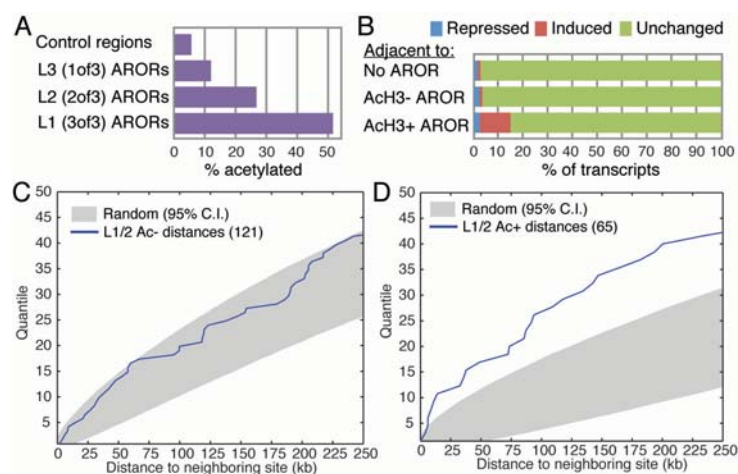 A
Control regions
L3 (1of3) ARORs
L2 (2of3) ARORs
L1 (3of3) ARORs
0 10 20 30 40 50
% acetylated
B
Repressed Induced Unchanged
Adjacent to:
No AROR
AcH3- AROR
AcH3+ AROR
0 10 20 30 40 50 60 70 80 90 100
% of transcripts
C
Random (95% C.I.)
L1/2 Ac- distances (121)
Quantile
50
45
40
35
30
25
20
15
10
5
0 25 50 75 100 125 150 175 200 225 250
Distance to neighboring site (kb)
D
Random (95% C.I.)
L1/2 Ac+ distances (65)
Quantile
50
45
40
35
30
25
20
15
10
5
0 25 50 75 100 125 150 175 200 225 250
Distance to neighboring site (kb)